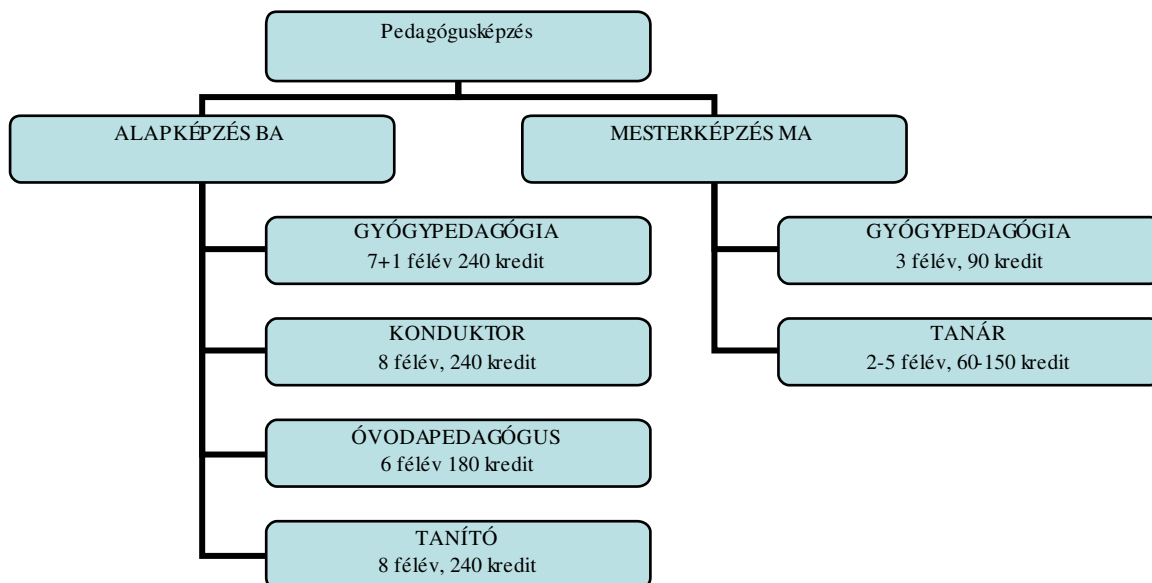 Pedagógusképzés
ALAPKÉPZÉS BA
MESTERKÉPZÉS MA
GYÓGYPEDAGÓGIA
7+1 félév 240 kredit
KONDUKTOR
8 félév, 240 kredit
ÓVODAPEDAGÓGUS
6 félév 180 kredit
TANÍTÓ
8 félév, 240 kredit
GYÓGYPEDAGÓGIA
3 félév, 90 kredit
TANÁR
2-5 félév, 60-150 kredit